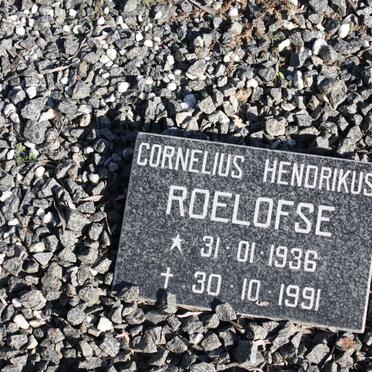 CORNELIUS HENDRIKUS
ROELOFSE
★ 31·01·1936
✝ 30·10·1991